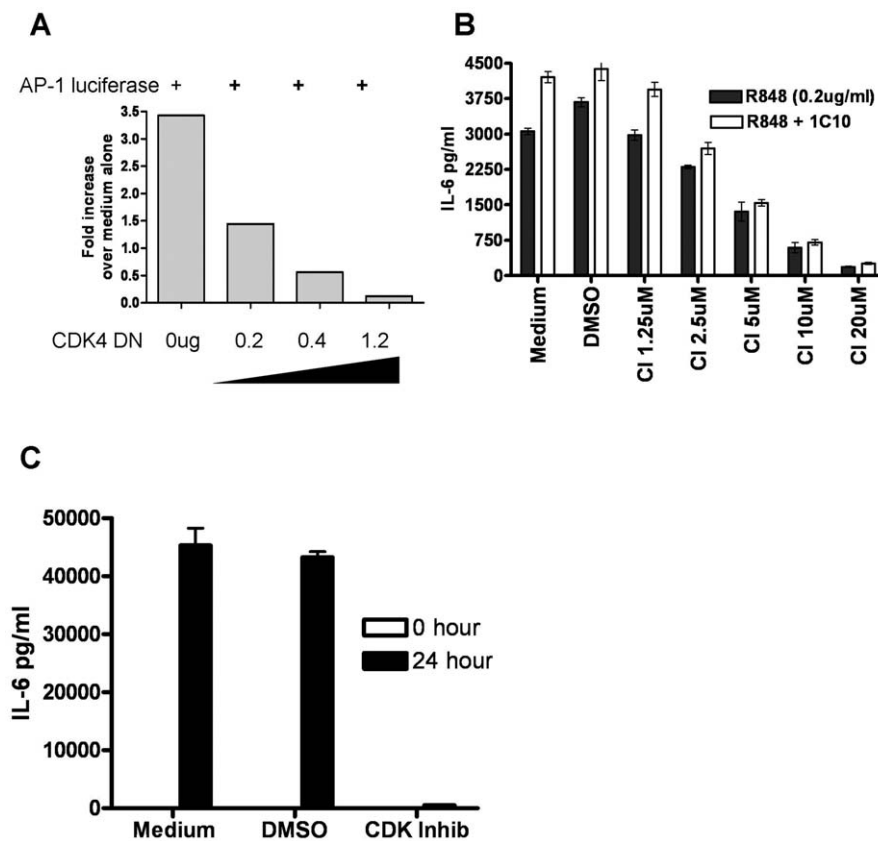 A
AP-1 luciferase + + + +
Fold increase
over medium alone
3.5
3.0
2.5
2.0
1.5
1.0
0.5
0.0
CDK4 DN 0ug 0.2 0.4 1.2
B
IL-6 pg/ml
4500
3750
3000
2250
1500
750
0
R848 (0.2ug/ml)
R848 + 1C10
Medium
DMSO
CI 1.25uM
CI 2.5uM
CI 5uM
CI 10uM
CI 20uM
C
IL-6 pg/ml
50000
40000
30000
20000
10000
0
0 hour
24 hour
Medium DMSO CDK Inhib